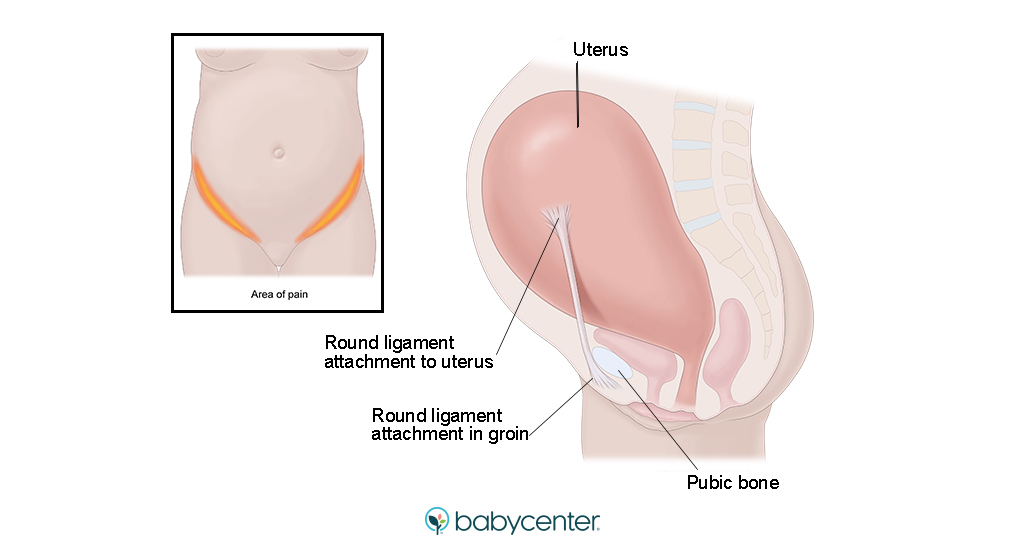 Uterus
Area of pain
Round ligament
attachment to uterus
Round ligament
attachment in groin
Pubic bone
babycenter